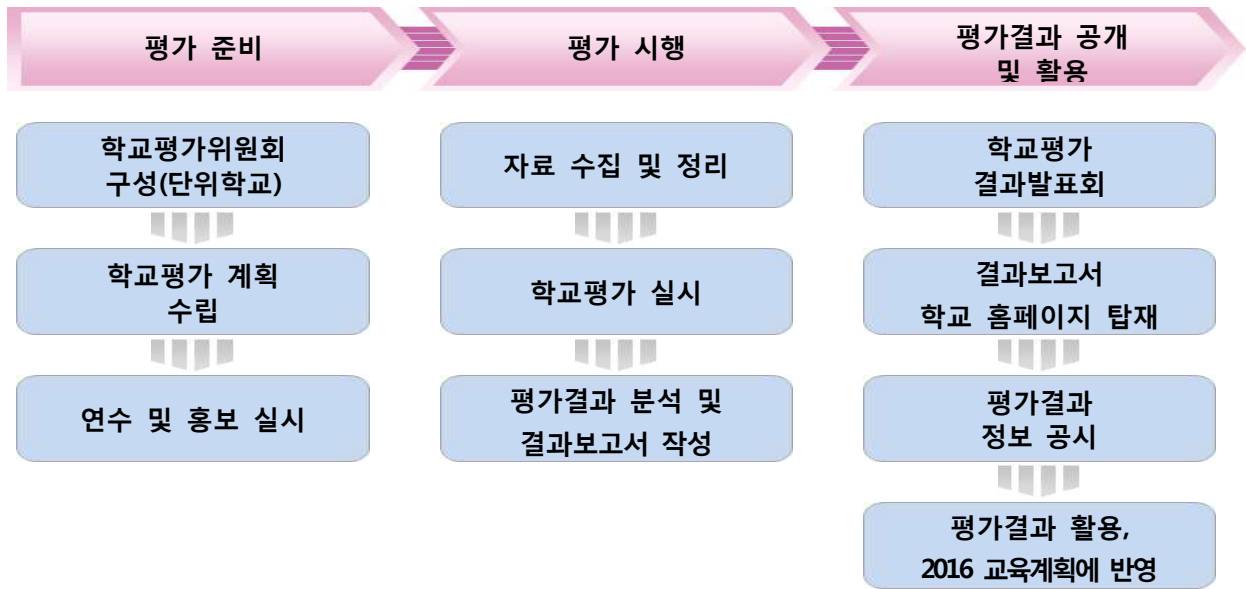 평가 준비
평가 시행
평가결과 공개
및 활용
학교평가위원회
구성(단위학교)
학교평가 계획
수립
연수 및 홍보 실시
자료 수집 및 정리
학교평가 실시
평가결과 분석 및
결과보고서 작성
학교평가
결과발표회
결과보고서
학교 홈페이지 탑재
평가결과
정보 공시
평가결과 활용,
2016 교육계획에 반영